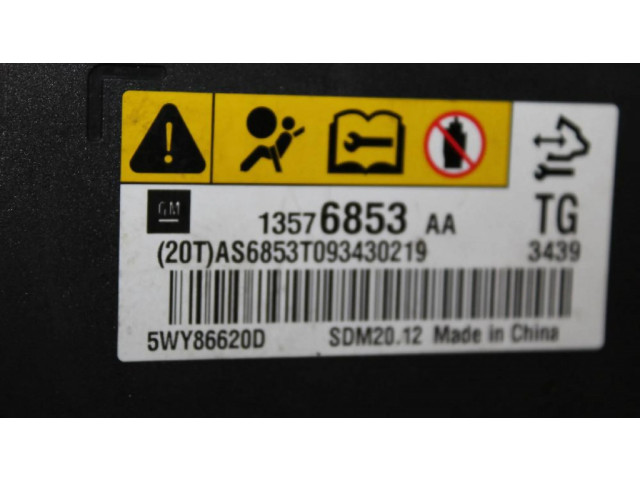 GM
13576853 AA
TG
(20T)AS6853T093430219
3439
5WY86620D
SDM20.12 Made in China